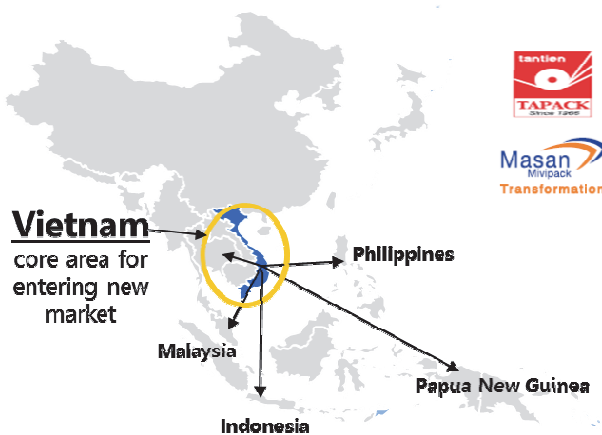 tantien
TAPACK
Since 1966
Masan
Mivipack
Transformation
Vietnam
core area for
entering new
market
Philippines
Malaysia
Papua New Guinea
Indonesia